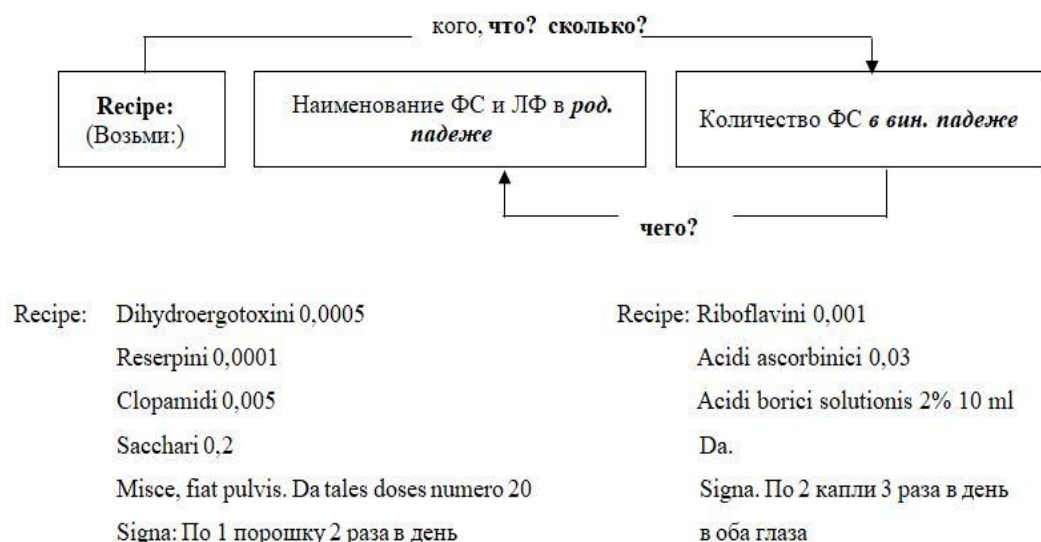 кого, что? сколько?
Recipe:
(Возьми:)
Наименование ФС и ЛФ в род.
падеже
Количество ФС в вин. падеже
чего?
Recipe: Dihydroergotoxini 0,0005
Reserpini 0,0001
Clopamidi 0,005
Sacchari 0,2
Misce, fiat pulvis. Da tales doses numero 20
Signa: По 1 порошку 2 раза в день
Recipe: Riboflavini 0,001
Acidi ascorbinici 0,03
Acidi borici solutionis 2% 10 ml
Da.
Signa. По 2 капли 3 раза в день
в оба глаза